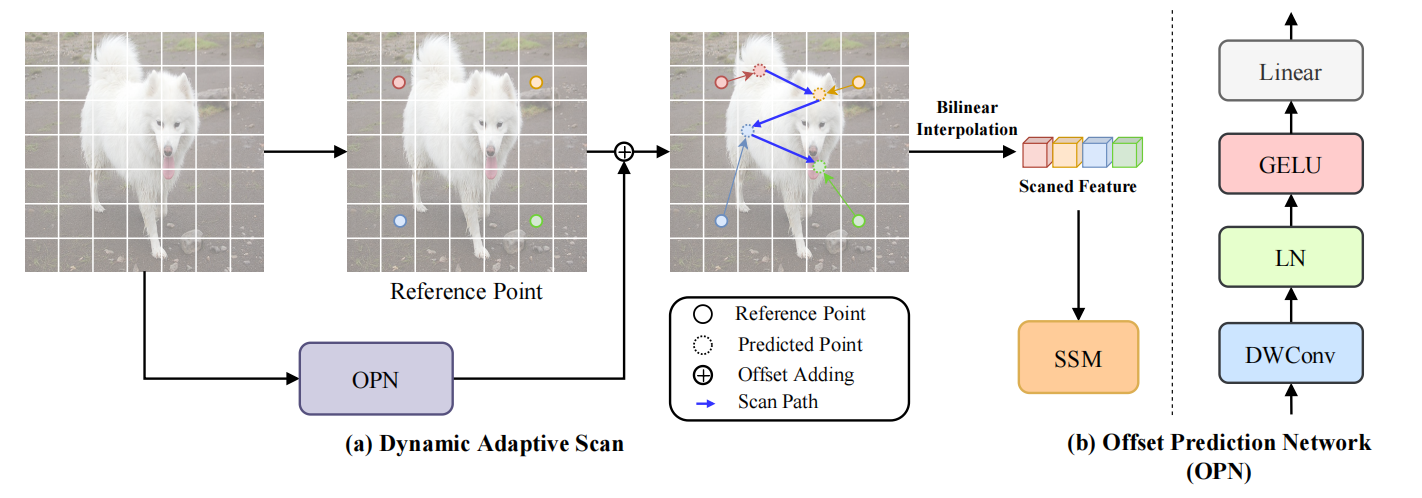 Reference Point
OPN
Reference Point
Predicted Point
Offset Adding
Scan Path
Bilinear
Interpolation
Scaned Feature
SSM
(a) Dynamic Adaptive Scan
Linear
GELU
LN
DWConv
(b) Offset Prediction Network
(OPN)